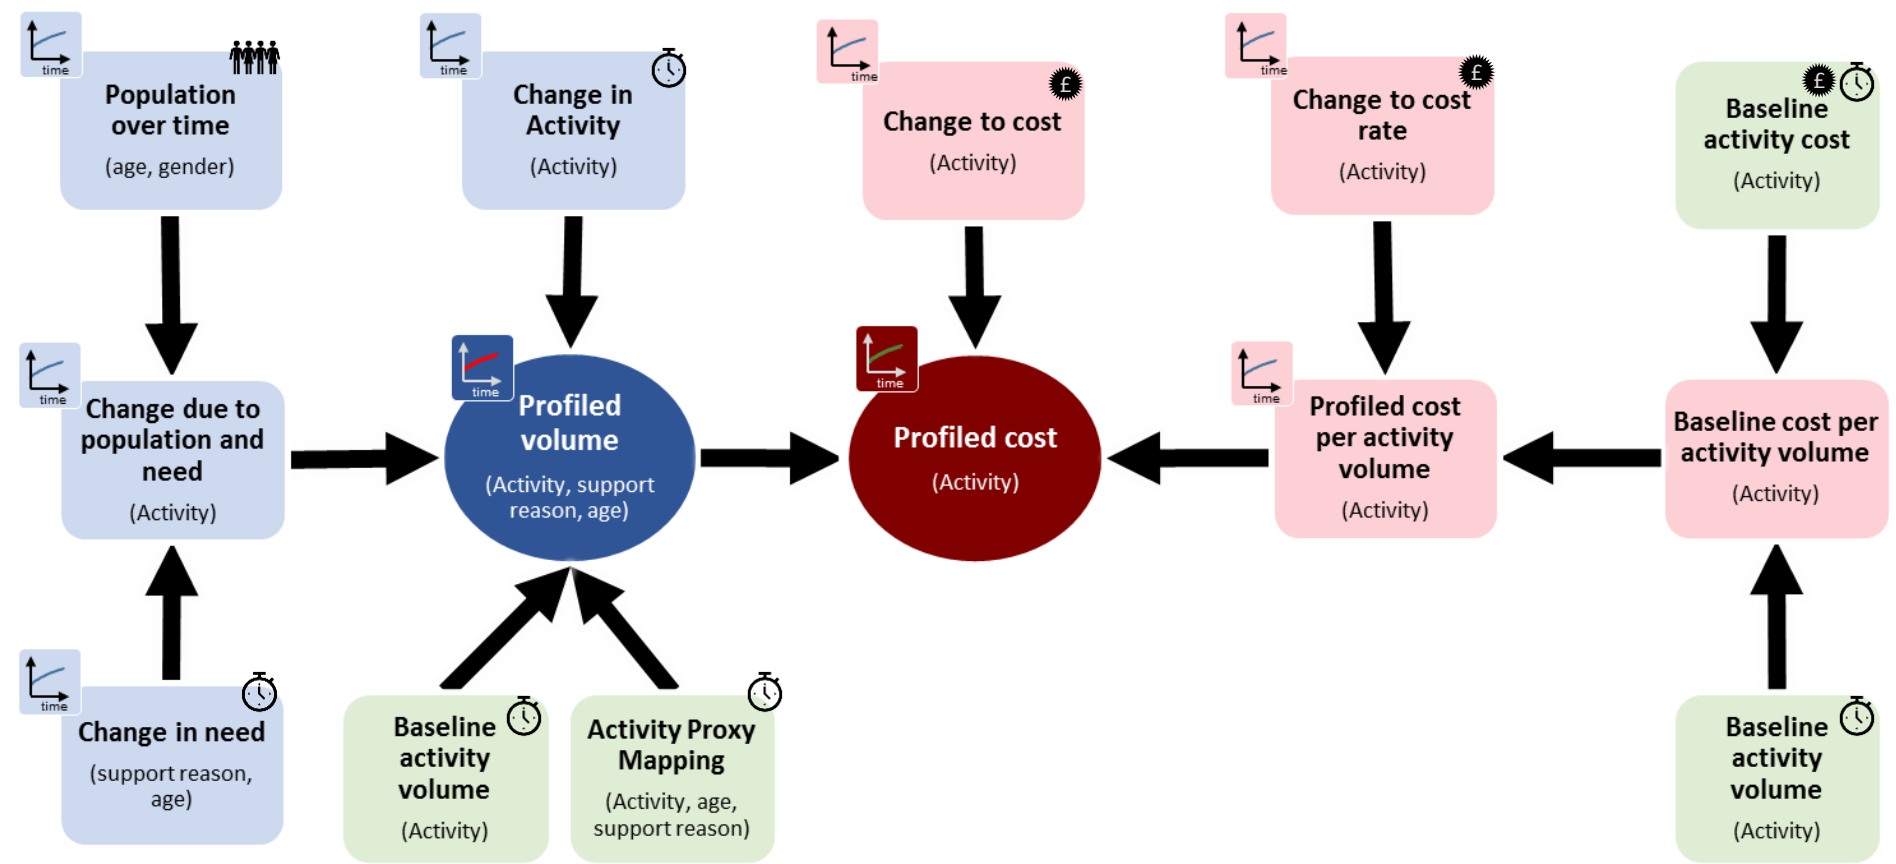 time
Population
over time
(age, gender)
time
Change in
Activity
(Activity)
time
£
Change to cost
(Activity)
time
£
Change to cost
rate
(Activity)
£
Baseline
activity cost
(Activity)
time
Change due to
population and
need
(Activity)
time
Profiled
volume
(Activity, support
reason, age)
time
Profiled cost
(Activity)
time
Profiled cost
per activity
volume
(Activity)
Baseline cost per
activity volume
(Activity)
time
Change in need
(support reason,
age)
Baseline
activity
volume
(Activity)
Activity Proxy
Mapping
(Activity, age,
support reason)
Baseline
activity
volume
(Activity)